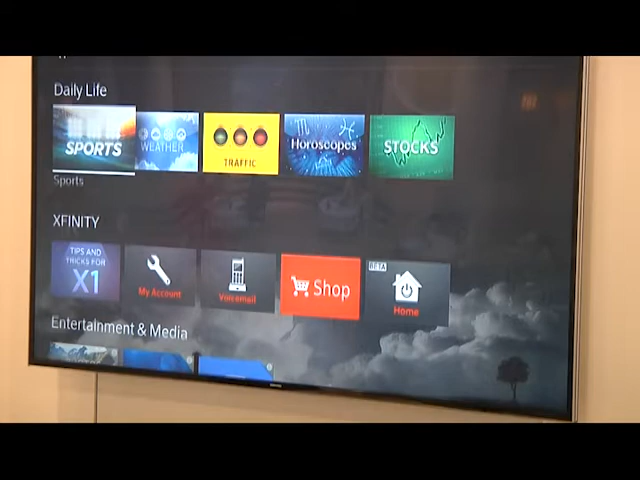 Daily Life
SPORTS
WEATHER
TRAFFIC
Horoscopes
STOCKS
Sports
XFINITY
TIPS AND
TRICKS FOR
X1
My Account
Voicemail
Shop
BETA
Home
Entertainment & Media